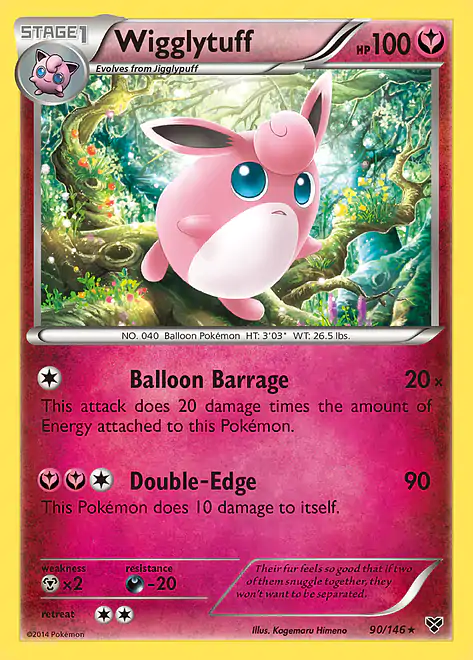 STAGE1
Wigglytuff
HP100
Evolves from Jigglypuff
NO. 040 Balloon Pokémon HT: 3'03" WT: 26.5 lbs.
Balloon Barrage 20×
This attack does 20 damage times the amount of
Energy attached to this Pokémon.
Double-Edge 90
This Pokémon does 10 damage to itself.
weakness
×2
resistance
-20
retreat
Their fur feels so good that if two
of them snuggle together, they
won't want to be separated.
©2014 Pokémon
Illus. Kagemaru Himeno
90/146★
XY